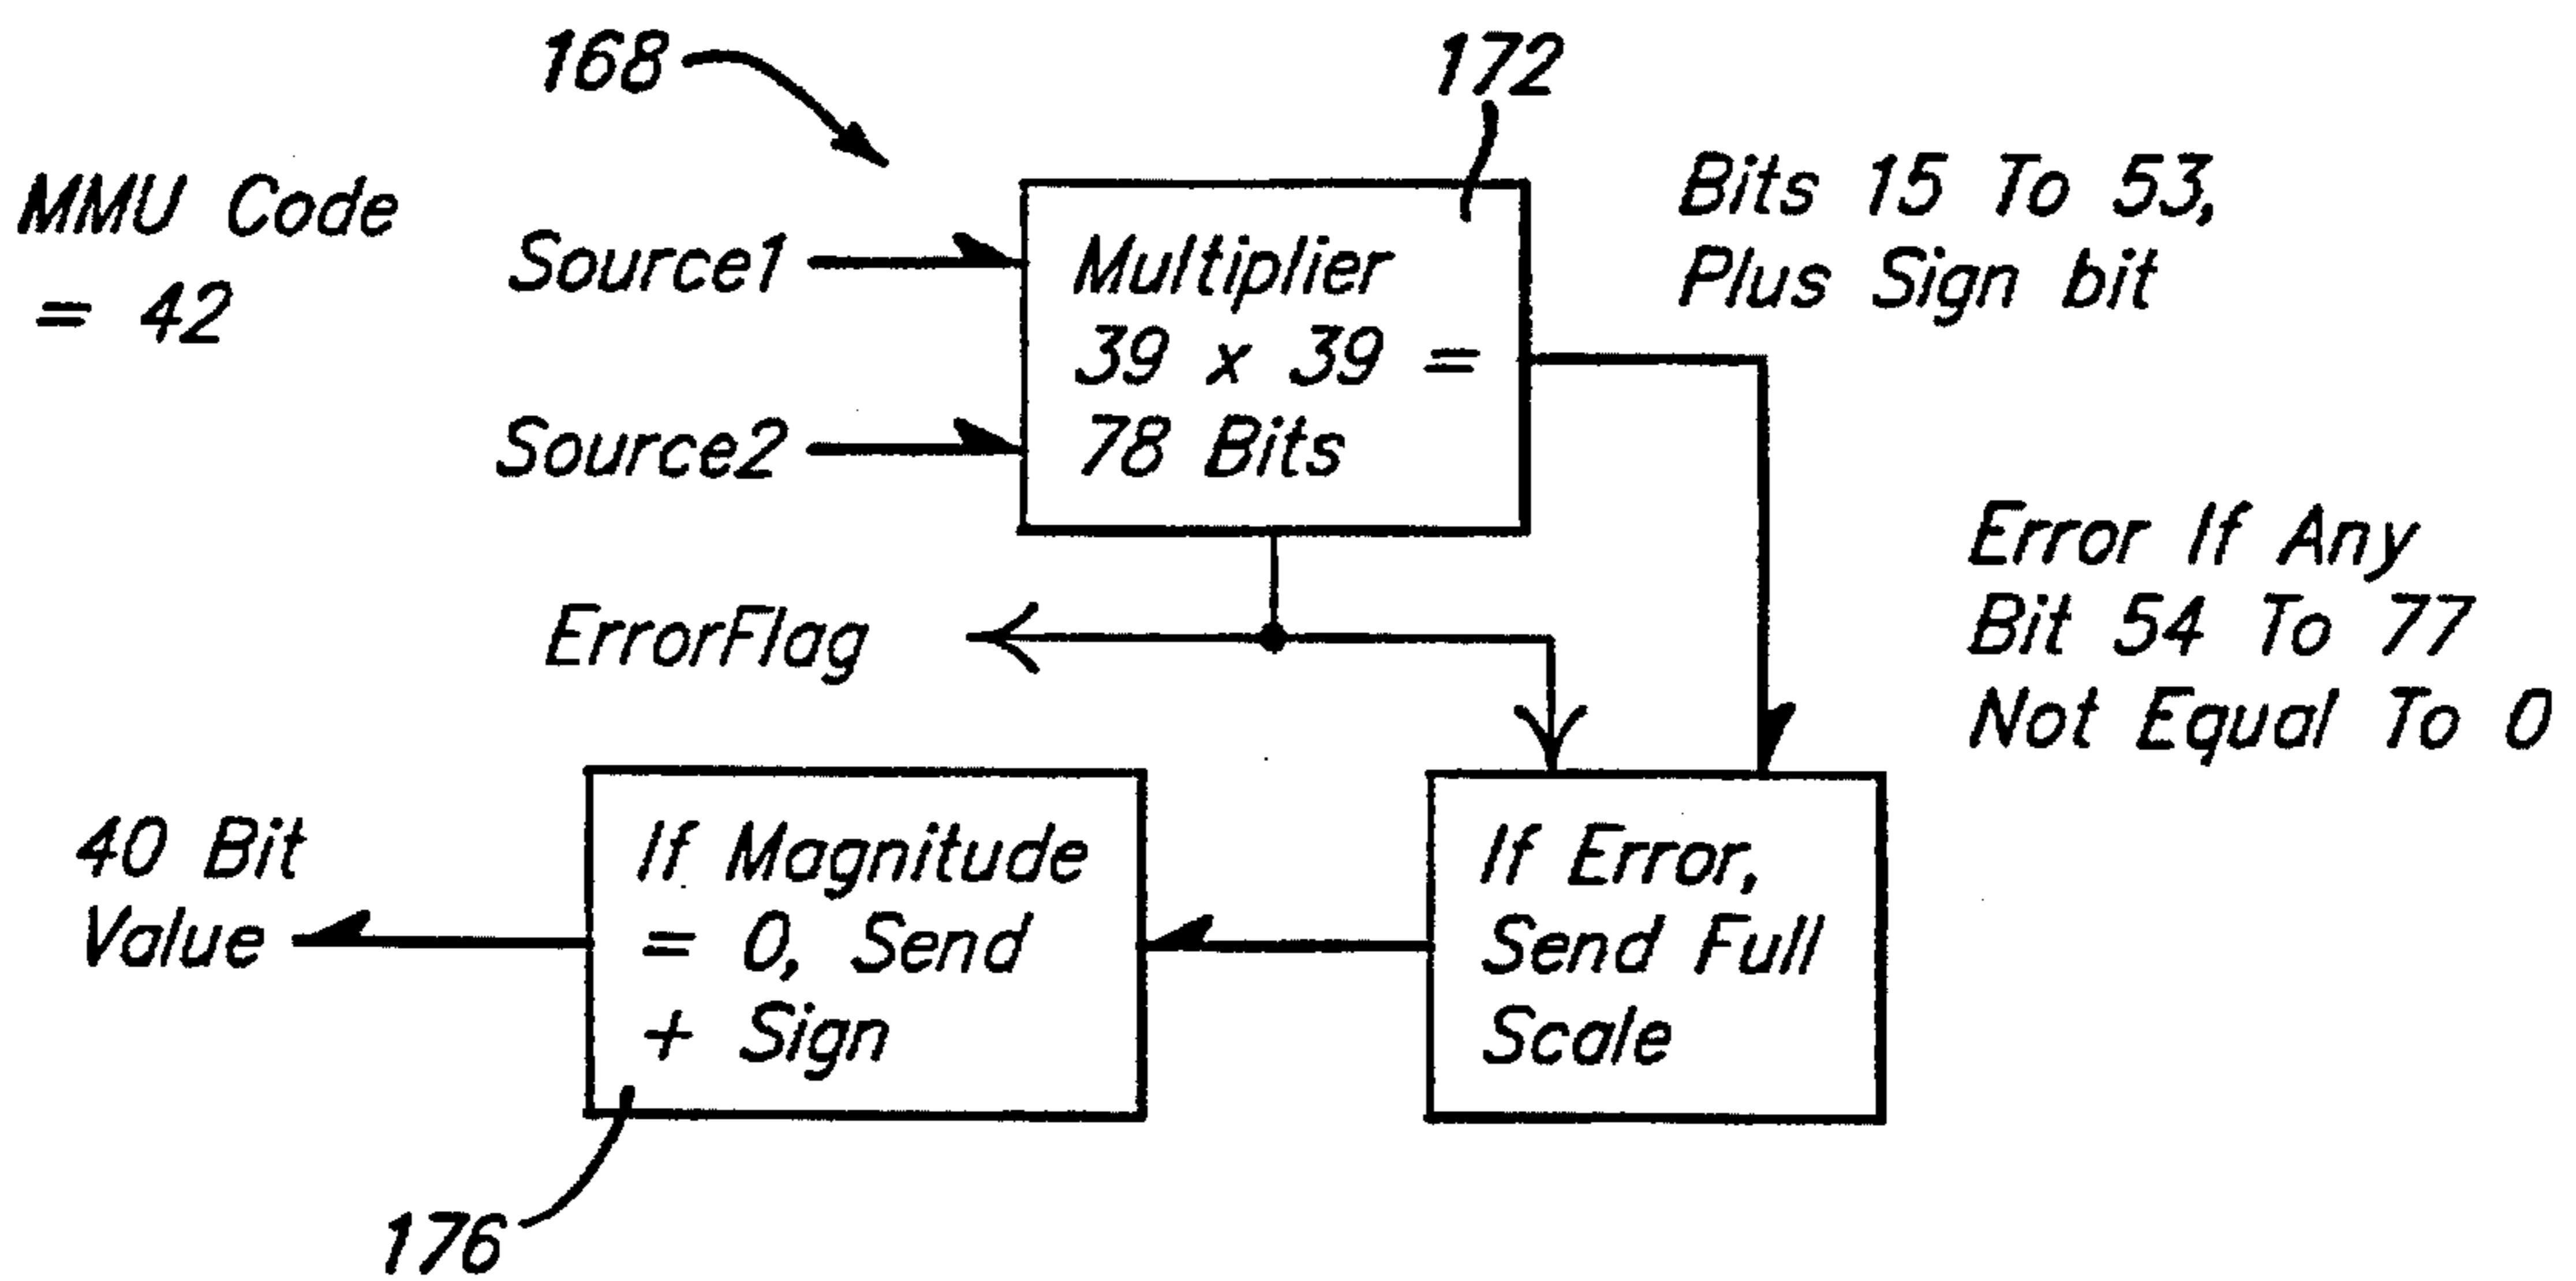 168
172
MMU Code
= 42
Source1
Source2
Multiplier
39 x 39 =
78 Bits
Bits 15 To 53,
Plus Sign bit
Error If Any
Bit 54 To 77
Not Equal To 0
ErrorFlag
40 Bit
Value
If Magnitude
= 0, Send
+ Sign
If Error,
Send Full
Scale
176